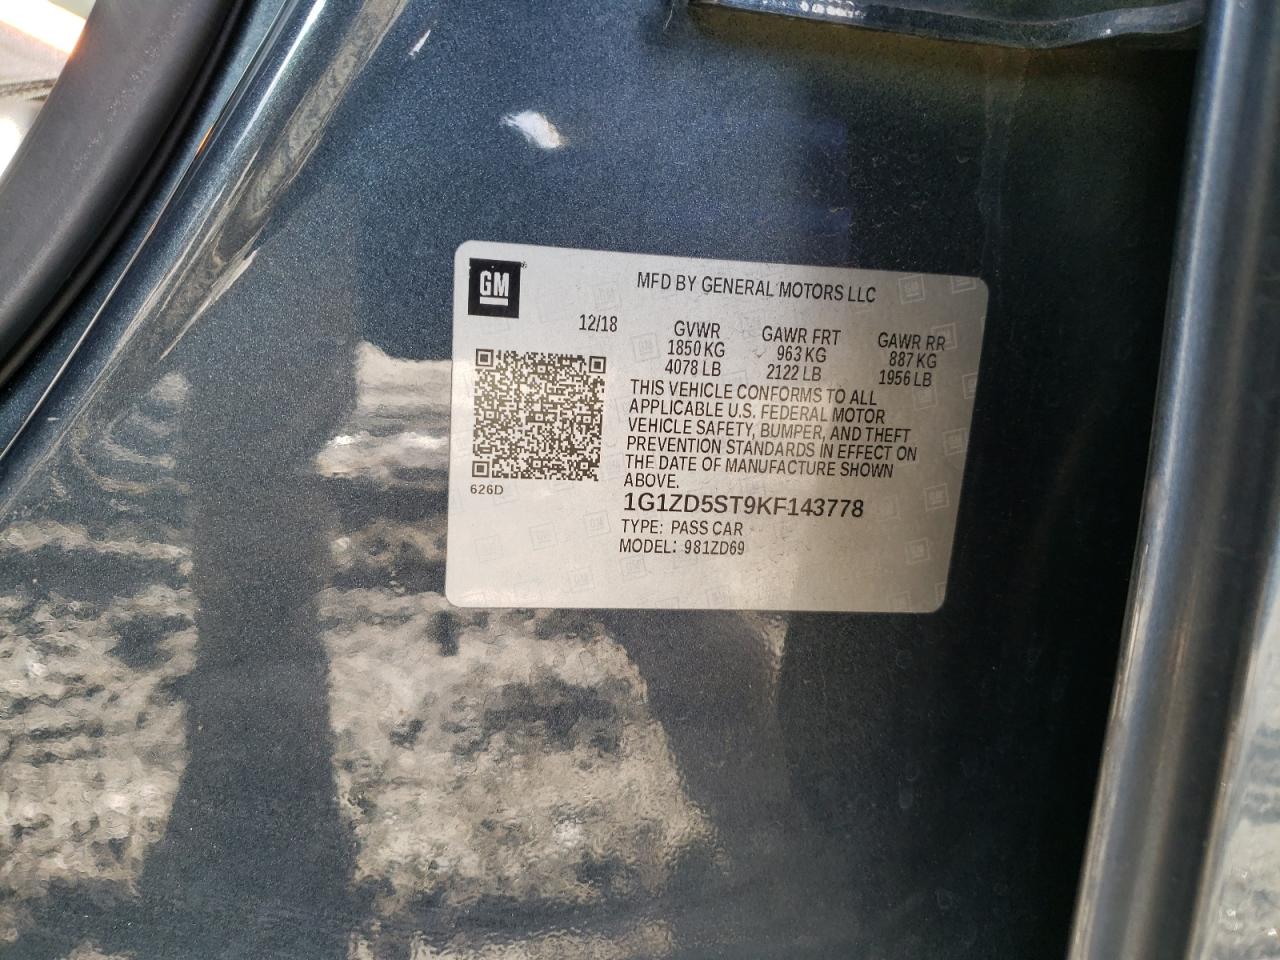 GM
MFD BY GENERAL MOTORS LLC
12/18
GVWR
1850 KG
4078 LB
GAWR FRT
963 KG
2122 LB
GAWR RR
887 KG
1956 LB
THIS VEHICLE CONFORMS TO ALL
APPLICABLE U.S. FEDERAL MOTOR
VEHICLE SAFETY, BUMPER, AND THEFT
PREVENTION STANDARDS IN EFFECT ON
THE DATE OF MANUFACTURE SHOWN
ABOVE.
626D
1G1ZD5ST9KF143778
TYPE: PASS CAR
MODEL: 981ZD69